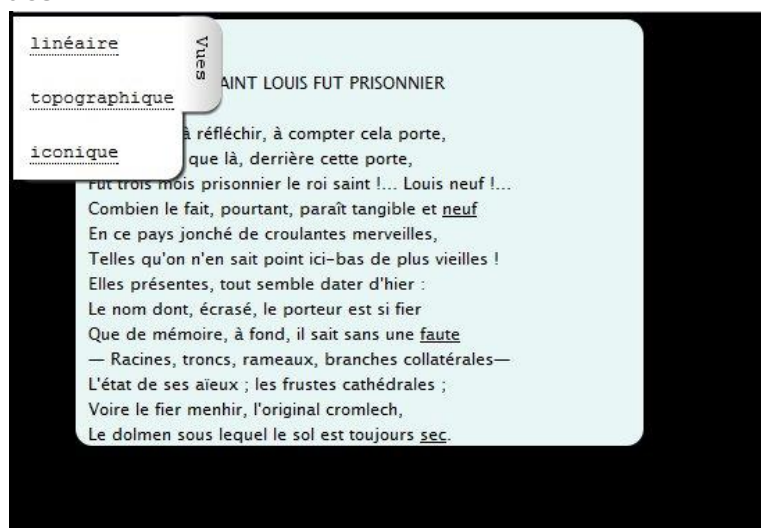 linéaire
Vues
topographique
iconique
AINT LOUIS FUT PRISONNIER
à réfléchir, à compter cela porte,
que là, derrière cette porte,
Fut trois mois prisonnier le roi saint !... Louis neuf !...
Combien le fait, pourtant, paraît tangible et neuf
En ce pays jonché de croulantes merveilles,
Telles qu'on n'en sait point ici-bas de plus vieilles !
Elles présentes, tout semble dater d'hier :
Le nom dont, écrasé, le porteur est si fier
Que de mémoire, à fond, il sait sans une faute
— Racines, troncs, rameaux, branches collatérales—
L'état de ses aïeux ; les frustes cathédrales ;
Voire le fier menhir, l'original cromlech,
Le dolmen sous lequel le sol est toujours sec.